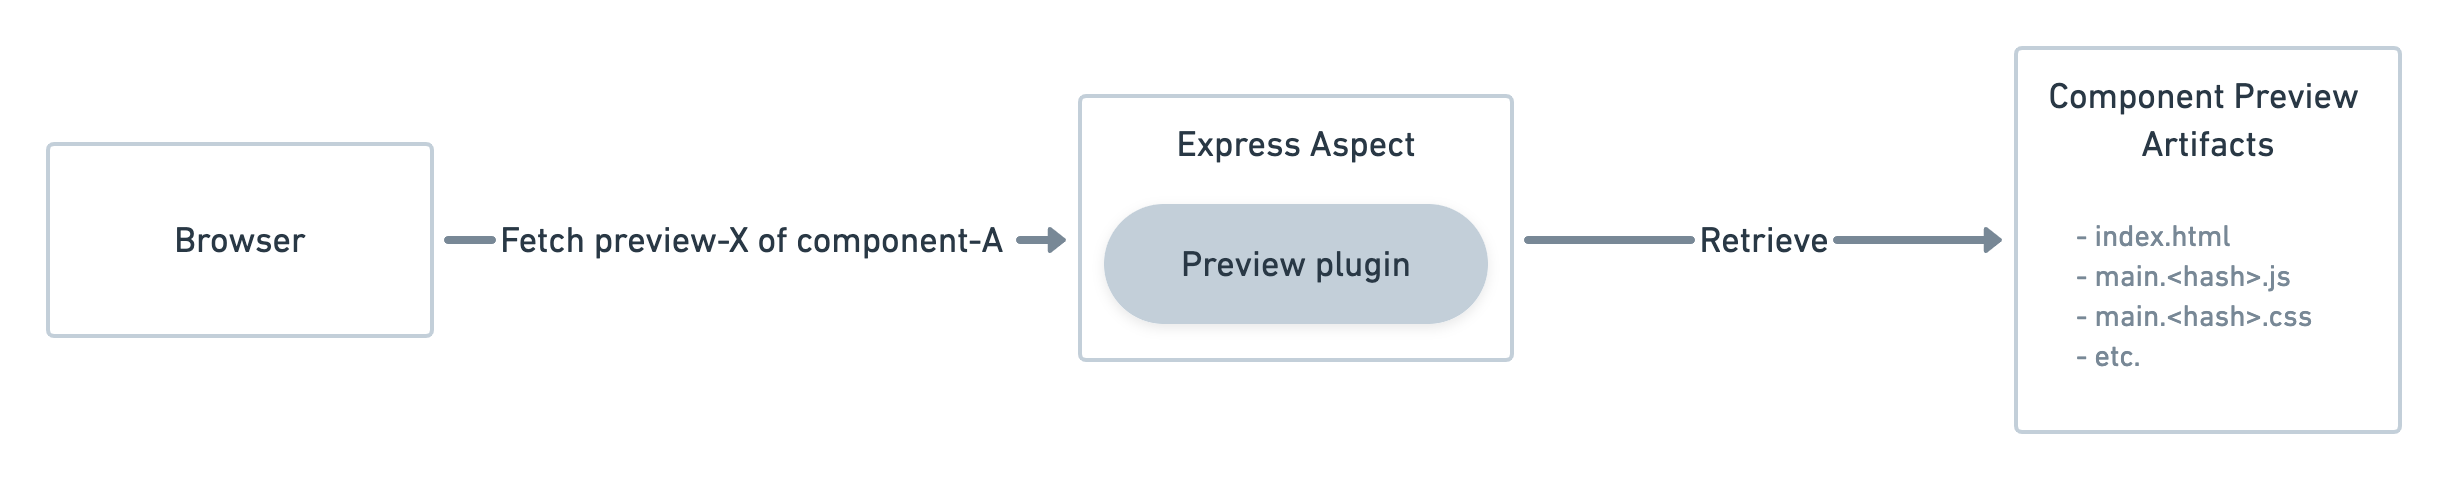 Browser
Fetch preview-X of component-A
Express Aspect
Preview plugin
Retrieve
Component Preview
Artifacts
- index.html
- main.<hash>.js
- main.<hash>.css
- etc.